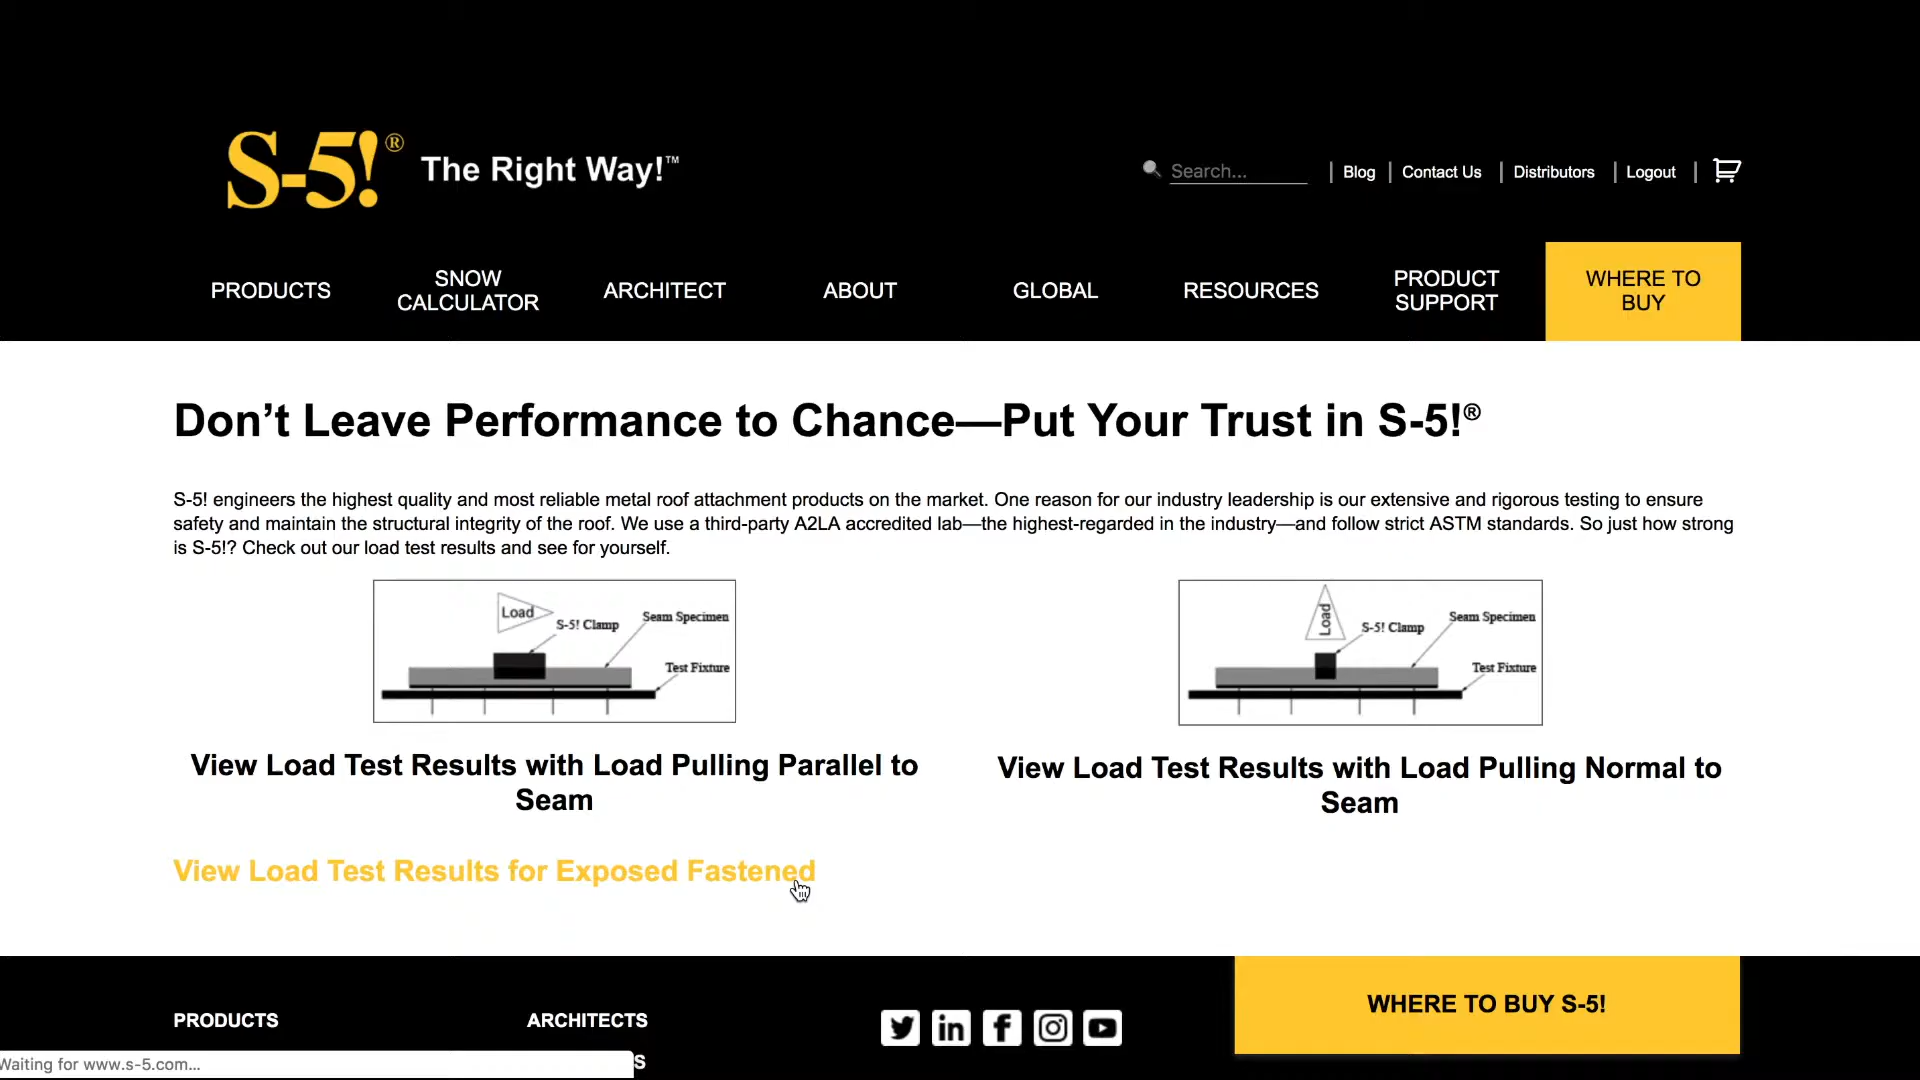 S-5!® The Right Way!™
Search... | Blog | Contact Us | Distributors | Logout |
PRODUCTS
SNOW
CALCULATOR
ARCHITECT
ABOUT
GLOBAL
RESOURCES
PRODUCT
SUPPORT
WHERE TO
BUY
Don’t Leave Performance to Chance—Put Your Trust in S-5!®
S-5! engineers the highest quality and most reliable metal roof attachment products on the market. One reason for our industry leadership is our extensive and rigorous testing to ensure
safety and maintain the structural integrity of the roof. We use a third-party A2LA accredited lab—the highest-regarded in the industry—and follow strict ASTM standards. So just how strong
is S-5!? Check out our load test results and see for yourself.
Load
S-5! Clamp
Seam Specimen
Test Fixture
View Load Test Results with Load Pulling Parallel to
Seam
Load
S-5! Clamp
Seam Specimen
Test Fixture
View Load Test Results with Load Pulling Normal to
Seam
View Load Test Results for Exposed Fastened
PRODUCTS
ARCHITECTS
WHERE TO BUY S-5!
Waiting for www.s-5.com...